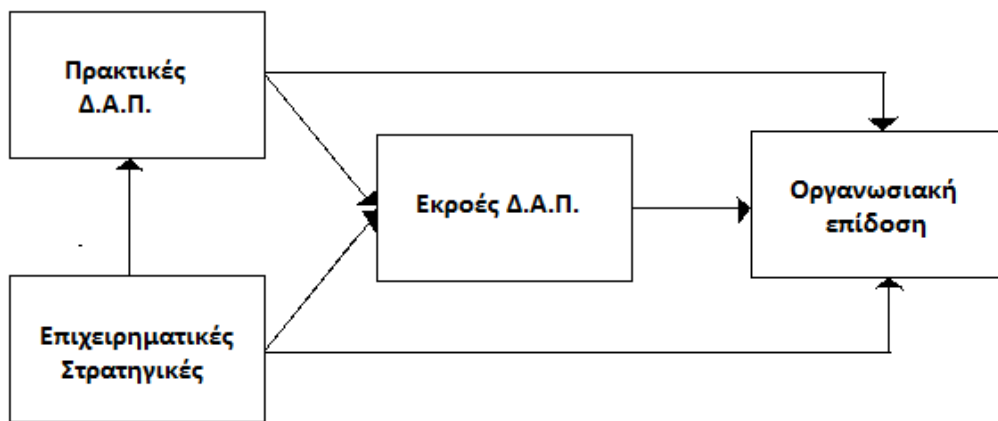 Πρακτικές
Δ.Α.Π.
Εκροές Δ.Α.Π.
Οργανωσιακή
επίδοση
Επιχειρηματικές
Στρατηγικές